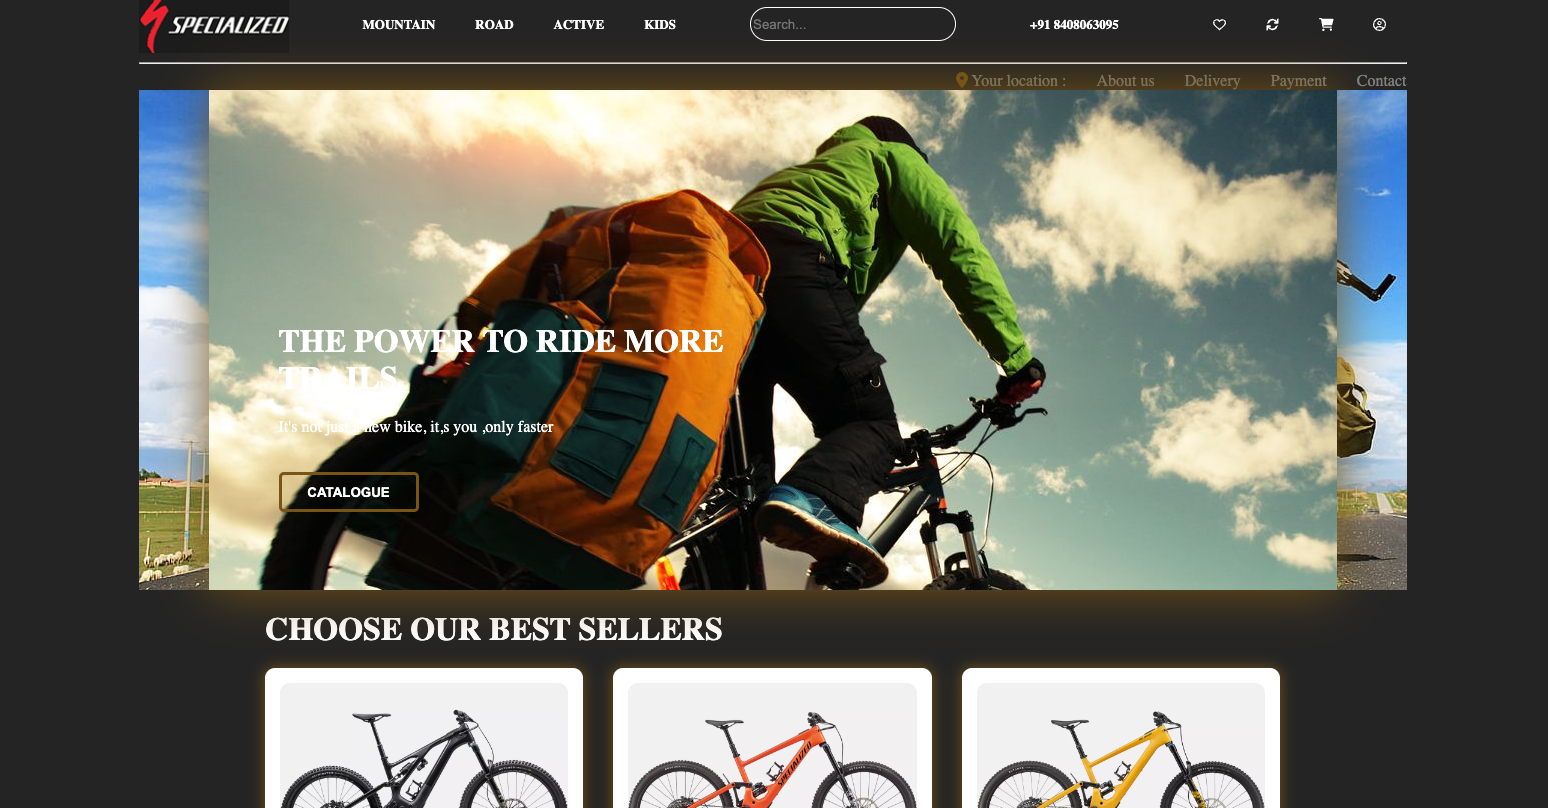 SPECIALIZED
MOUNTAIN ROAD ACTIVE KIDS Search... +91 8408063095
Your location : About us Delivery Payment Contact
THE POWER TO RIDE MORE
TRAILS
It's not just a new bike, it,s you ,only faster
CATALOGUE
CHOOSE OUR BEST SELLERS
SPECIALIZED